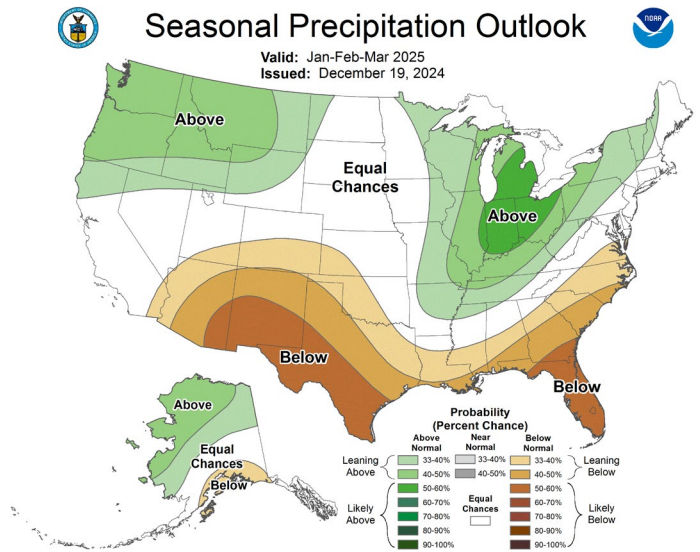 Seasonal Precipitation Outlook
NOAA
Valid: Jan-Feb-Mar 2025
Issued: December 19, 2024
Above
Equal
Chances
Above
Below
Below
Above
Equal
Chances
Below
Probability
(Percent Chance)
Above
Normal
Near
Normal
Below
Normal
Leaning
Above
33-40%
33-40%
33-40%
Leaning
Below
40-50%
40-50%
40-50%
Likely
Above
50-60%
60-70%
70-80%
80-90%
90-100%
Equal
Chances
50-60%
60-70%
70-80%
80-90%
90-100%
Likely
Below